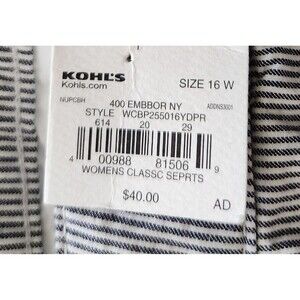 KOHL'S
Kohls.com
SIZE 16 W
NUPCBH
400 EMBBOR NY
ADDNS3001
STYLE WCBP255016YDPR
614 20 29
4 00988 81506 9
WOMENS CLASSC SEPRTS
$40.00
AD